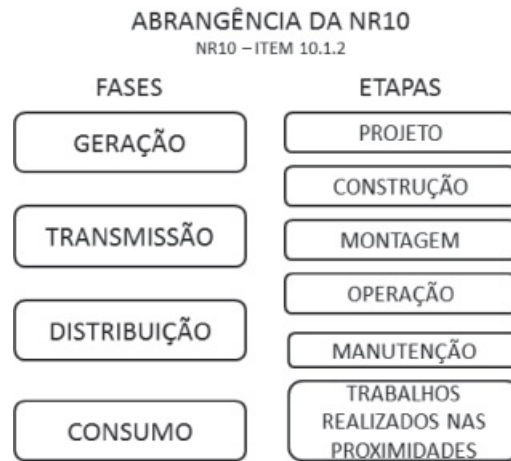 ABRANGÊNCIA DA NR10
NR10 – ITEM 10.1.2
FASES
GERAÇÃO
TRANSMISSÃO
DISTRIBUIÇÃO
CONSUMO
ETAPAS
PROJETO
CONSTRUÇÃO
MONTAGEM
OPERAÇÃO
MANUTENÇÃO
TRABALHOS
REALIZADOS NAS
PROXIMIDADES